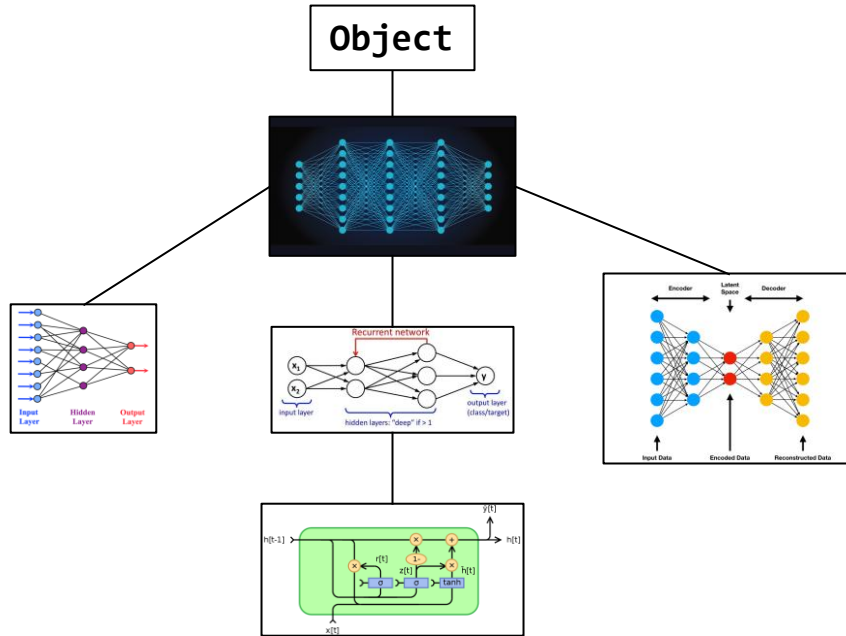 Object
Input
Layer
Hidden
Layer
Output
Layer
Recurrent network
x1
x2
y
input layer
hidden layers: "deep" if > 1
output layer
(class/target)
Encoder
Latent
Space
Decoder
Input Data
Encoded Data
Reconstructed Data
ŷ[t]
h[t-1]
h[t]
×
+
1-
r[t]
z[t]
ĥ[t]
×
×
σ
σ
tanh
x[t]